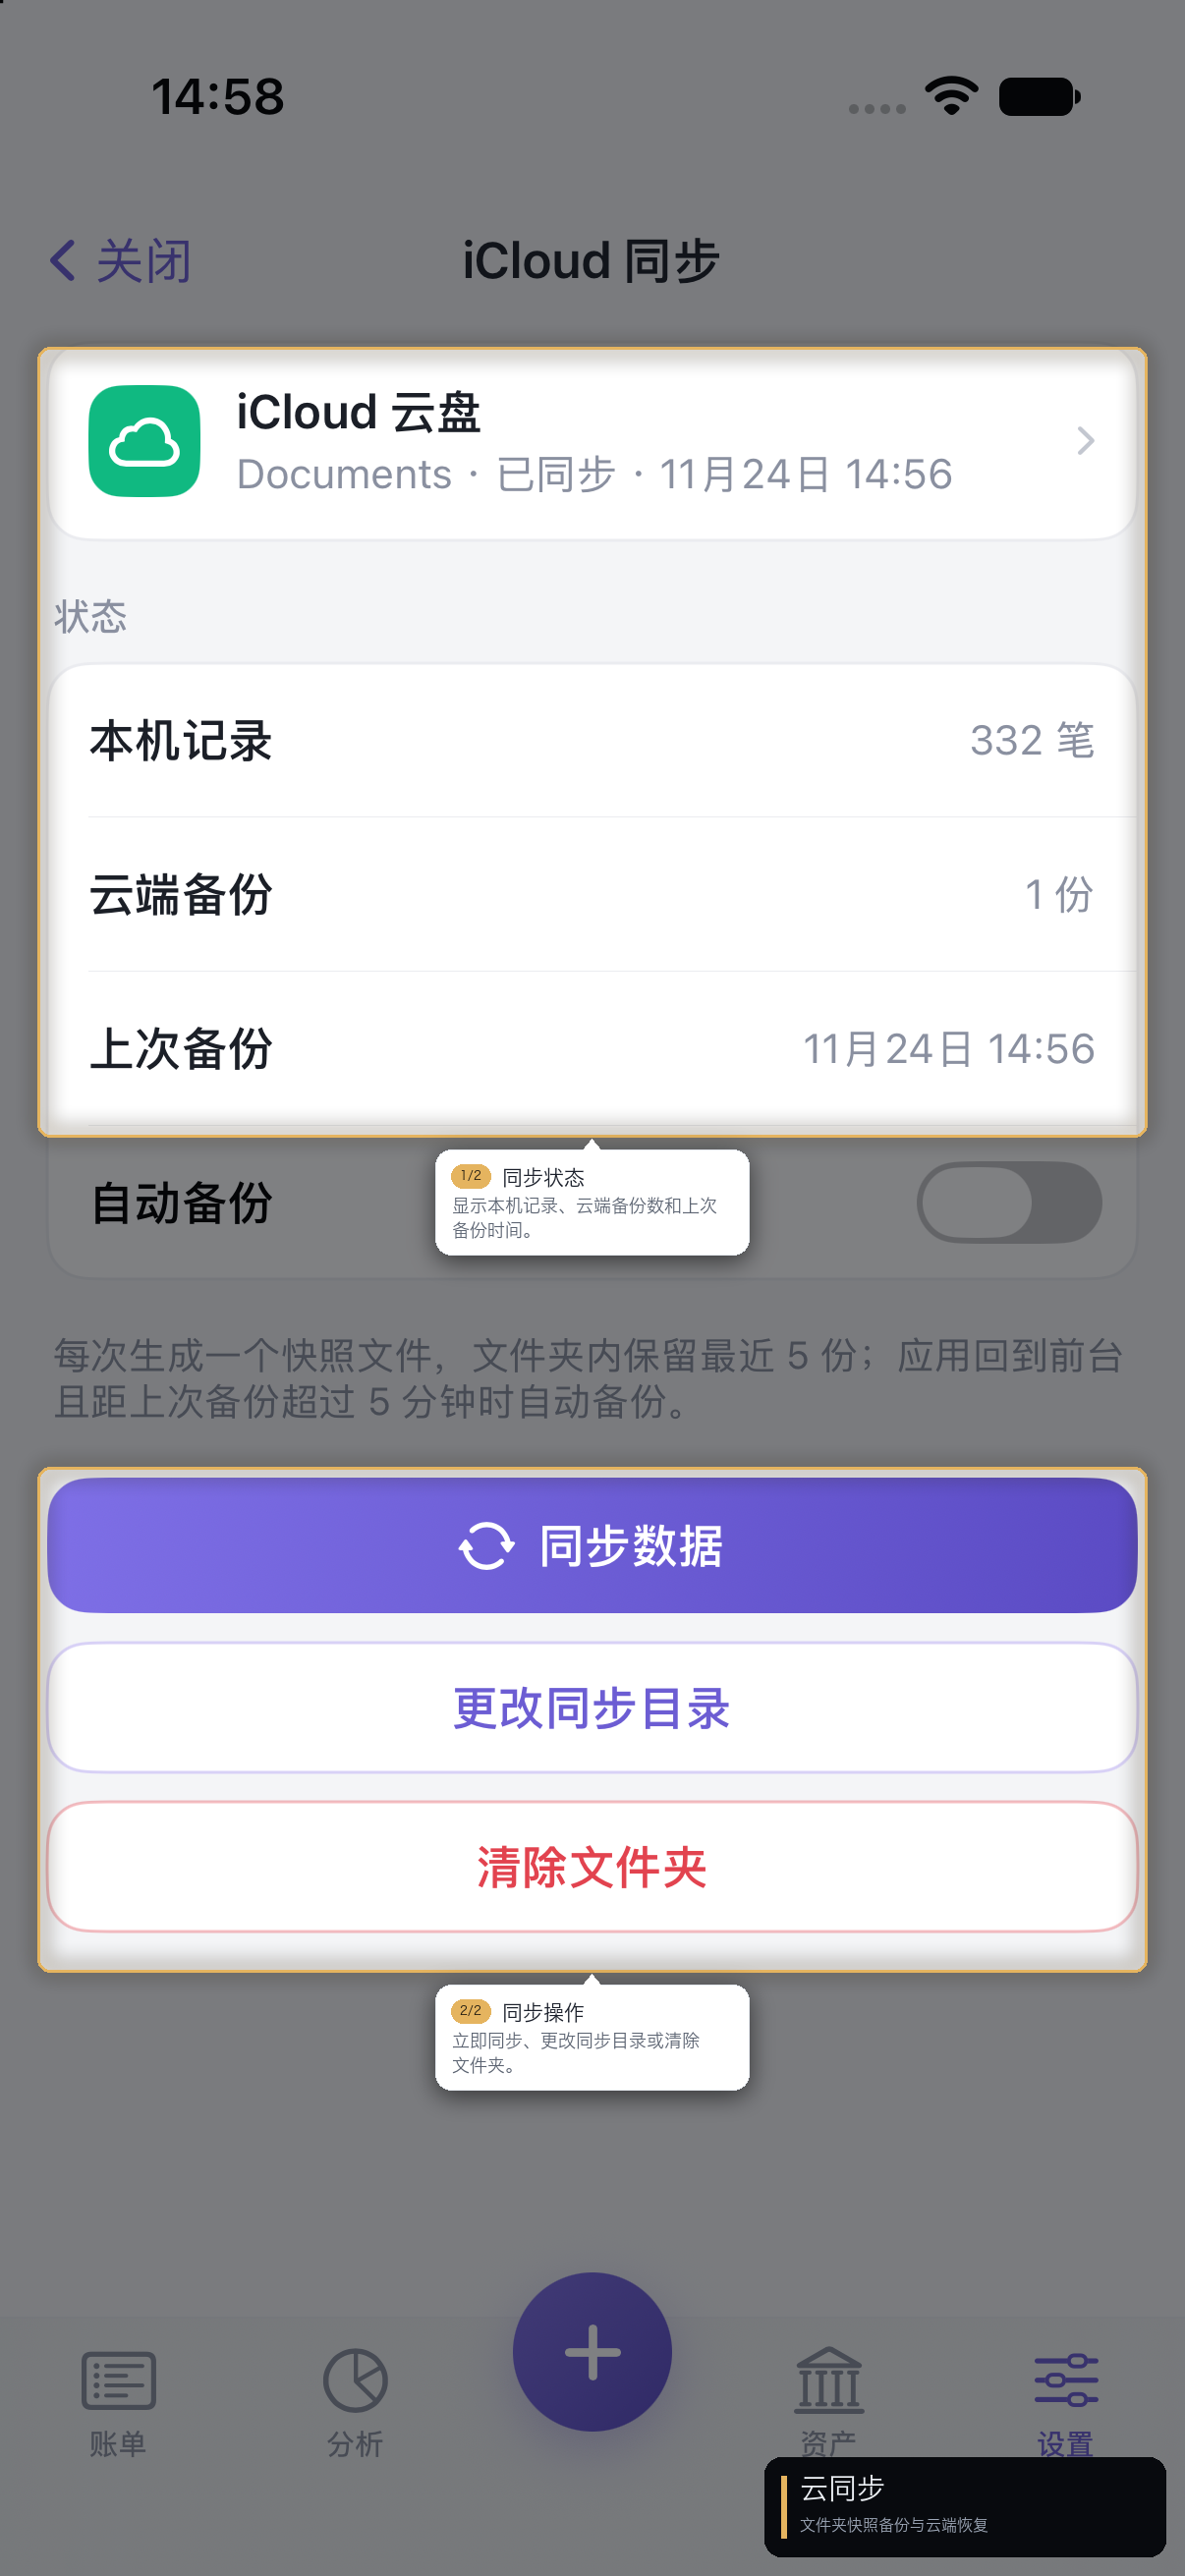 14:58
关闭
iCloud 同步
iCloud 云盘
Documents · 已同步 · 11月24日 14:56
状态
本机记录
332 笔
云端备份
1 份
上次备份
11月24日 14:56
1/2 同步状态
显示本机记录、云端备份数和上次
备份时间。
自动备份
每次生成一个快照文件，文件夹内保留最近 5 份；应用回到前台
且距上次备份超过 5 分钟时自动备份。
同步数据
更改同步目录
清除文件夹
2/2 同步操作
立即同步、更改同步目录或清除
文件夹。
账单
分析
资产
设置
云同步
文件夹快照备份与云端恢复